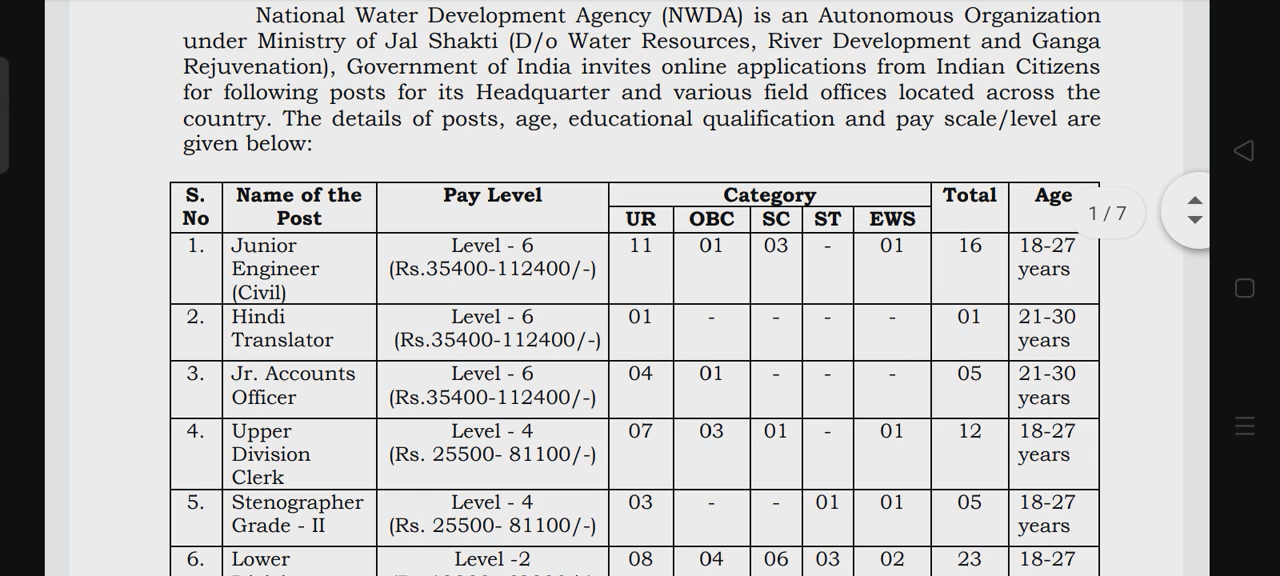 National Water Development Agency (NWDA) is an Autonomous Organization
under Ministry of Jal Shakti (D/o Water Resources, River Development and Ganga
Rejuvenation), Government of India invites online applications from Indian Citizens
for following posts for its Headquarter and various field offices located across the
country. The details of posts, age, educational qualification and pay scale/level are
given below:
S. No | Name of the Post | Pay Level | Category | Total | Age
UR | OBC | SC | ST | EWS
1. | Junior Engineer (Civil) | Level - 6 (Rs.35400-112400/-) | 11 | 01 | 03 | - | 01 | 16 | 18-27 years
2. | Hindi Translator | Level - 6 (Rs.35400-112400/-) | 01 | - | - | - | - | 01 | 21-30 years
3. | Jr. Accounts Officer | Level - 6 (Rs.35400-112400/-) | 04 | 01 | - | - | - | 05 | 21-30 years
4. | Upper Division Clerk | Level - 4 (Rs. 25500- 81100/-) | 07 | 03 | 01 | - | 01 | 12 | 18-27 years
5. | Stenographer Grade - II | Level - 4 (Rs. 25500- 81100/-) | 03 | - | - | 01 | 01 | 05 | 18-27 years
6. | Lower | Level -2 | 08 | 04 | 06 | 03 | 02 | 23 | 18-27
1 / 7